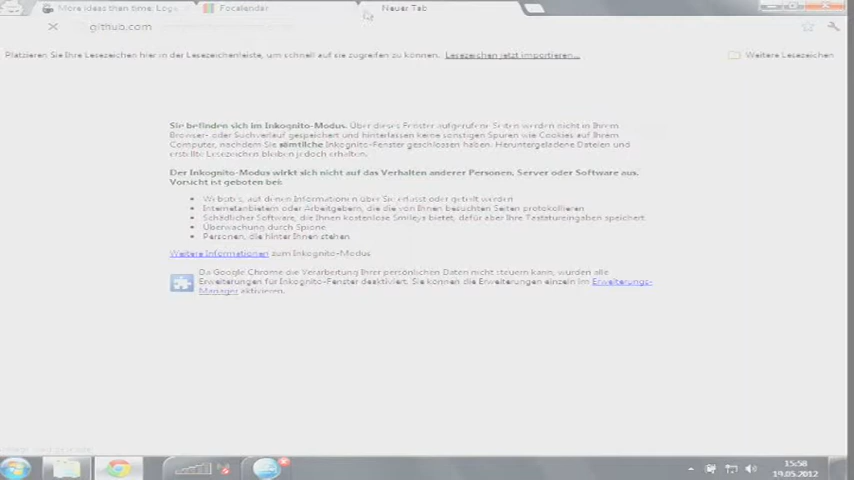 More ideas than time: Log
Focalendar
Neuer Tab
github.com
Platzieren Sie Ihre Lesezeichen hier in der Lesezeichenleiste, um schnell auf sie zugreifen zu können. Lesezeichen jetzt importieren...
Weitere Lesezeichen
Sie befinden sich im Inkognito-Modus. Über dieses Fenster aufgerufene Seiten werden nicht in Ihrem
Browser- oder Suchverlauf gespeichert und hinterlassen keine sonstigen Spuren wie Cookies auf Ihrem
Computer, nachdem Sie sämtliche Inkognito-Fenster geschlossen haben. Heruntergeladene Dateien und
erstellte Lesezeichen bleiben jedoch erhalten.
Der Inkognito-Modus wirkt sich nicht auf das Verhalten anderer Personen, Server oder Software aus.
Vorsicht ist geboten bei:
Websites, auf denen Informationen über Sie erfasst oder geteilt werden
Internetanbietern oder Arbeitgebern, die die von Ihnen besuchten Seiten protokollieren
Schädlicher Software, die Ihnen kostenlose Smileys bietet, dafür aber Ihre Tastatureingaben speichert
Überwachung durch Spione
Personen, die hinter Ihnen stehen
Weitere Informationen zum Inkognito-Modus
Da Google Chrome die Verarbeitung Ihrer persönlichen Daten nicht steuern kann, wurden alle
Erweiterungen für Inkognito-Fenster deaktiviert. Sie können die Erweiterungen einzeln im Erweiterungs-
Manager aktivieren.
15:58
19.05.2012